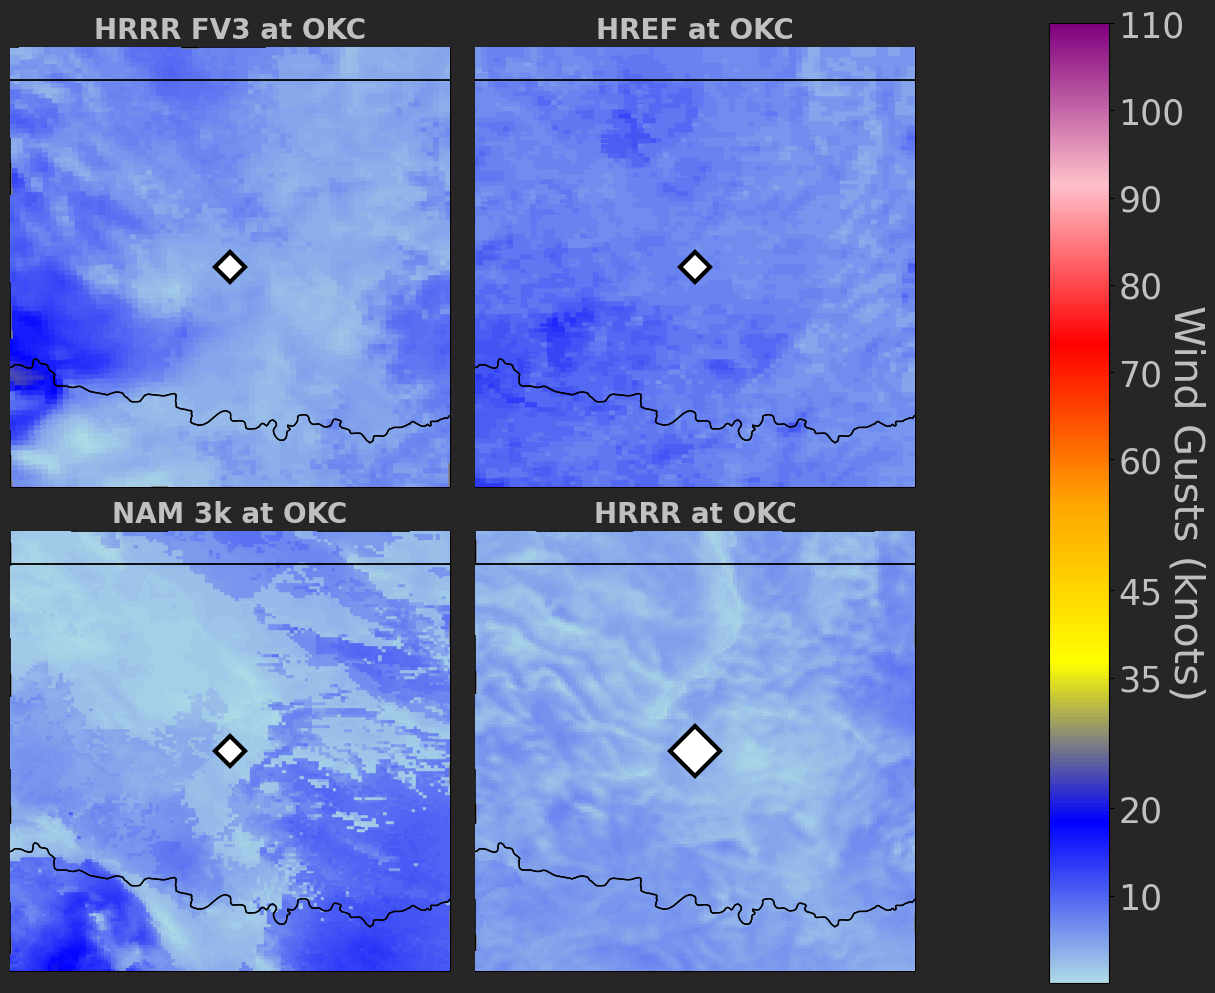 HRRR FV3 at OKC
HREF at OKC
NAM 3k at OKC
HRRR at OKC
110
100
90
80
70
60
45
35
20
10
Wind Gusts (knots)